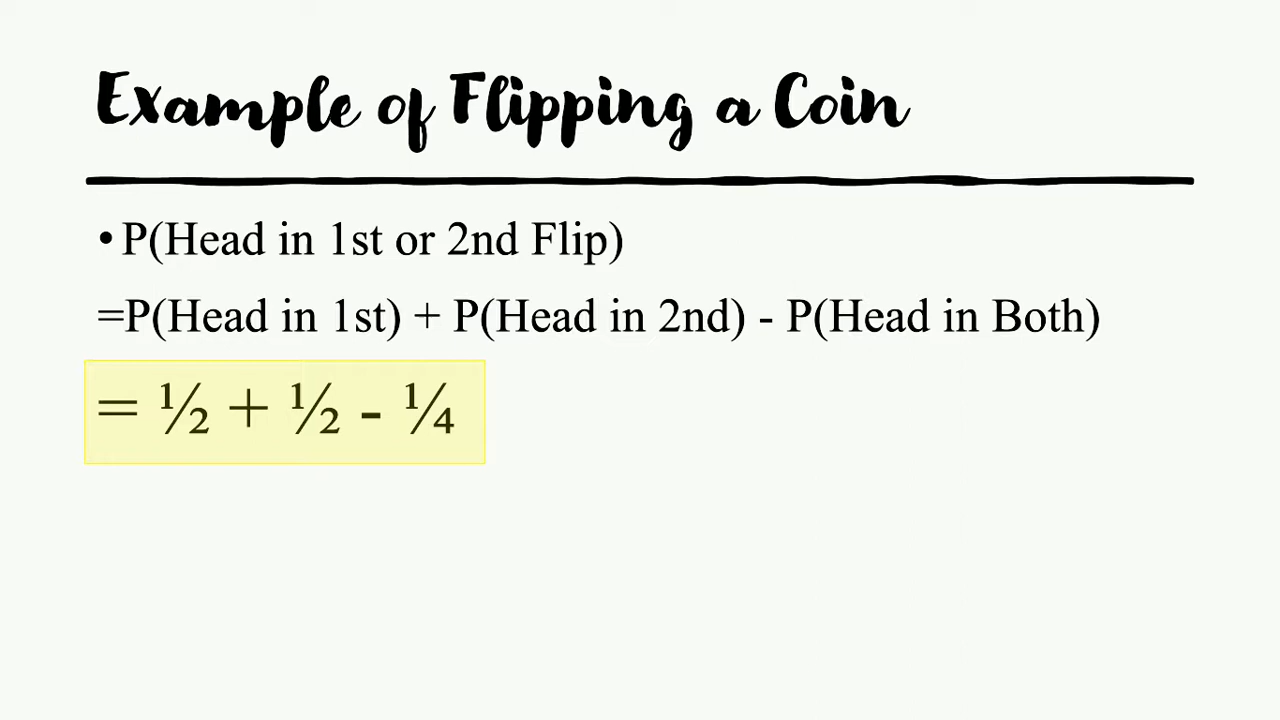 Example of Flipping a Coin
• P(Head in 1st or 2nd Flip)
=P(Head in 1st) + P(Head in 2nd) - P(Head in Both)
= ½ + ½ - ¼